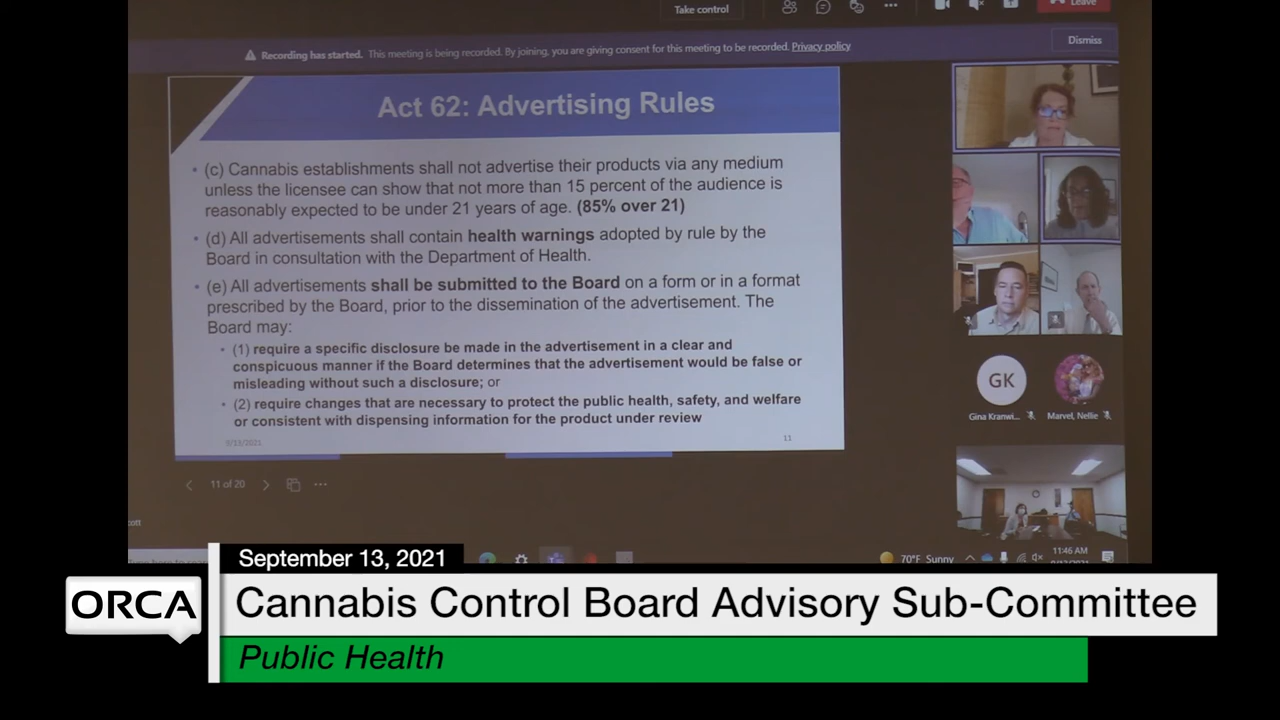 Take control
Leave
Recording has started. This meeting is being recorded. By joining, you are giving consent for this meeting to be recorded. Privacy policy
Dismiss
Act 62: Advertising Rules
• (c) Cannabis establishments shall not advertise their products via any medium
unless the licensee can show that not more than 15 percent of the audience is
reasonably expected to be under 21 years of age. (85% over 21)
• (d) All advertisements shall contain health warnings adopted by rule by the
Board in consultation with the Department of Health.
• (e) All advertisements shall be submitted to the Board on a form or in a format
prescribed by the Board, prior to the dissemination of the advertisement. The
Board may:
• (1) require a specific disclosure be made in the advertisement in a clear and
conspicuous manner if the Board determines that the advertisement would be false or
misleading without such a disclosure; or
• (2) require changes that are necessary to protect the public health, safety, and welfare
or consistent with dispensing information for the product under review
9/13/2021
11
GK
Gina Kranwi...
Marvel, Nellie
11 of 20
70°F Sunny
11:46 AM
September 13, 2021
ORCA
Cannabis Control Board Advisory Sub-Committee
Public Health